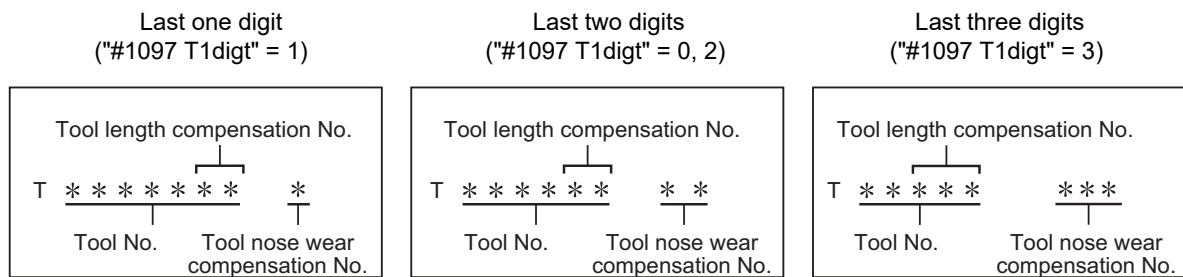 Last one digit
("#1097 T1digt" = 1)
Tool length compensation No.
T * * * * * * * *
Tool No.
Tool nose wear
compensation No.
Last two digits
("#1097 T1digt" = 0, 2)
Tool length compensation No.
T * * * * * * * *
Tool No.
Tool nose wear
compensation No.
Last three digits
("#1097 T1digt" = 3)
Tool length compensation No.
T * * * * * ***
Tool No.
Tool nose wear
compensation No.